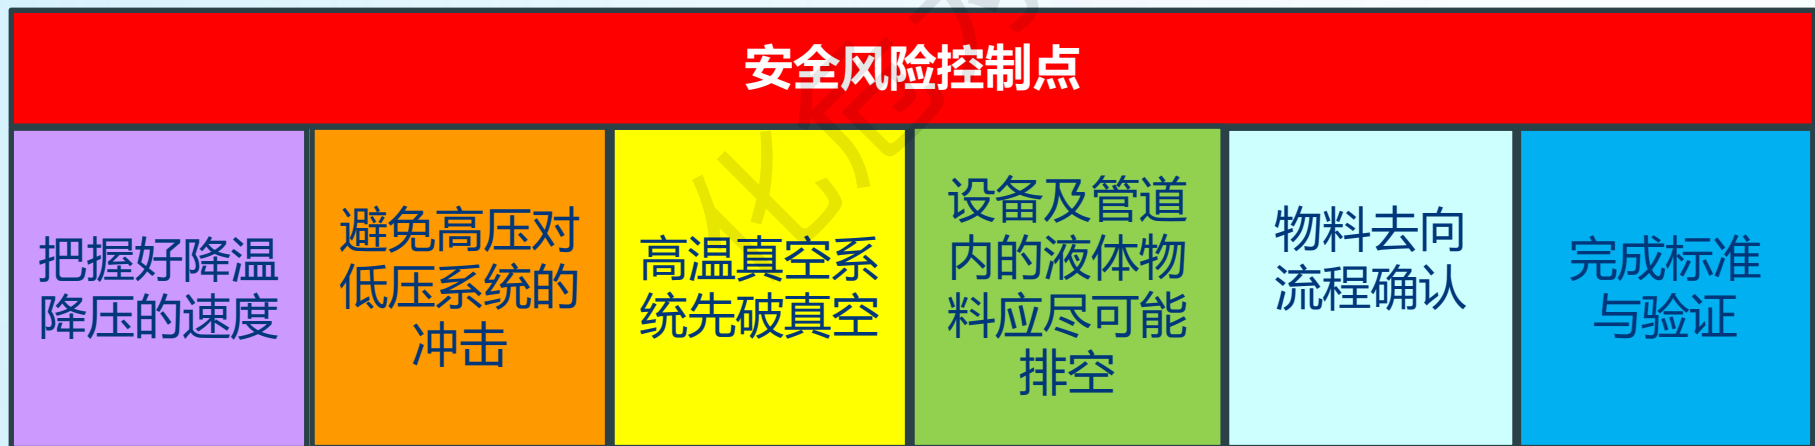 安全风险控制点
把握好降温
降压的速度
避免高压对
低压系统的
冲击
高温真空系
统先破真空
设备及管道
内的液体物
料应尽可能
排空
物料去向
流程确认
完成标准
与验证
化危为